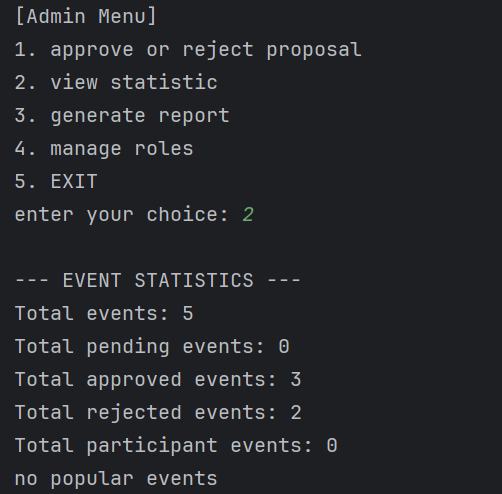 [Admin Menu]
1. approve or reject proposal
2. view statistic
3. generate report
4. manage roles
5. EXIT
enter your choice: 2
--- EVENT STATISTICS ---
Total events: 5
Total pending events: 0
Total approved events: 3
Total rejected events: 2
Total participant events: 0
no popular events